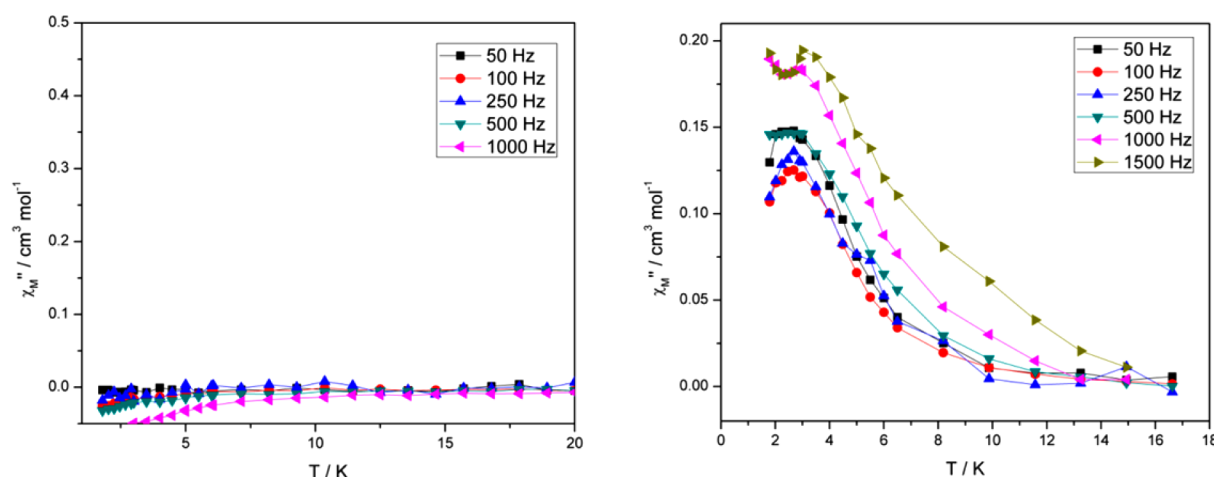 0.5
0.4
0.3
0.2
0.1
0.0
χM'' / cm³ mol⁻¹
50 Hz
100 Hz
250 Hz
500 Hz
1000 Hz
5
10
15
20
T / K
0.20
0.15
0.10
0.05
0.00
χM'' / cm³ mol⁻¹
50 Hz
100 Hz
250 Hz
500 Hz
1000 Hz
1500 Hz
0
2
4
6
8
10
12
14
16
18
T / K